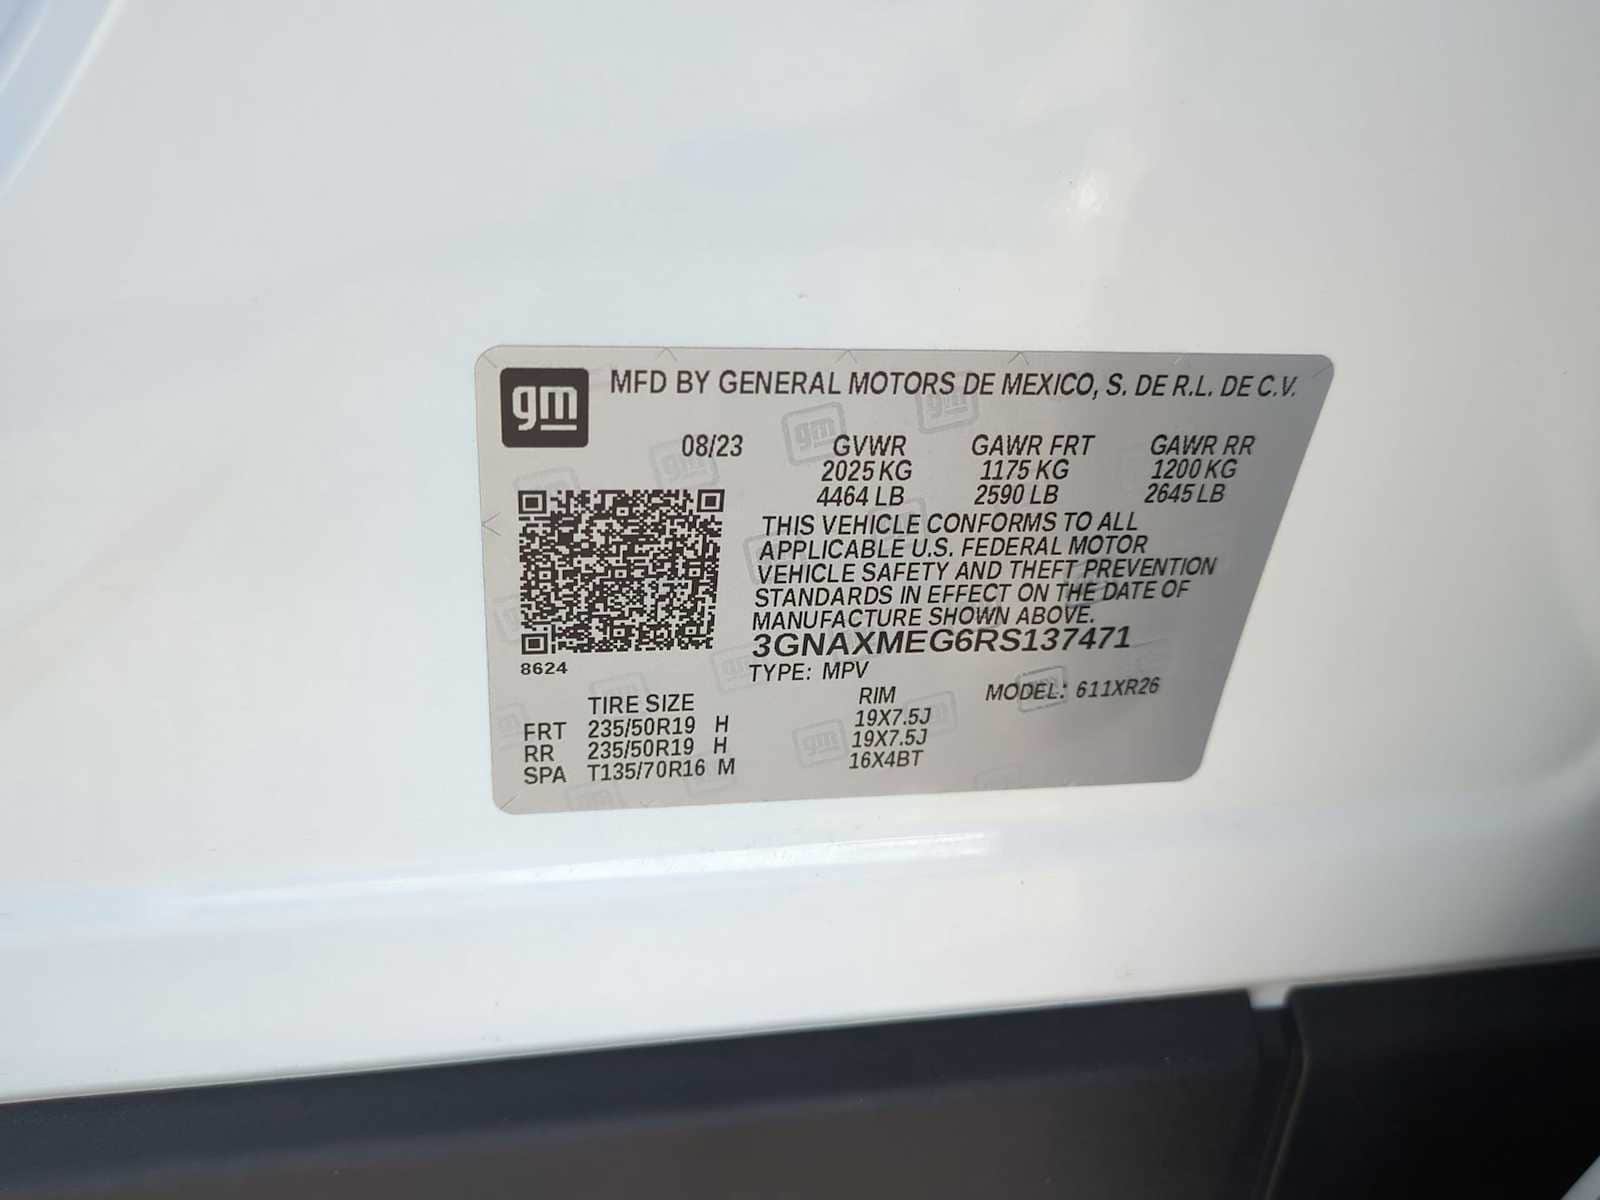 gm MFD BY GENERAL MOTORS DE MEXICO, S. DE R.L. DE C.V.
08/23 GVWR GAWR FRT GAWR RR
2025 KG 1175 KG 1200 KG
4464 LB 2590 LB 2645 LB
THIS VEHICLE CONFORMS TO ALL
APPLICABLE U.S. FEDERAL MOTOR
VEHICLE SAFETY AND THEFT PREVENTION
STANDARDS IN EFFECT ON THE DATE OF
MANUFACTURE SHOWN ABOVE.
3GNAXMEG6RS137471
8624 TYPE: MPV
TIRE SIZE RIM MODEL: 611XR26
FRT 235/50R19 H 19X7.5J
RR 235/50R19 H 19X7.5J
SPA T135/70R16 M 16X4BT